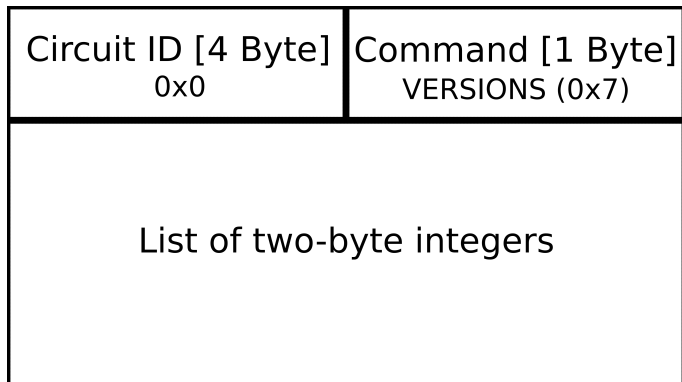 Circuit ID [4 Byte]
0x0
Command [1 Byte]
VERSIONS (0x7)
List of two-byte integers